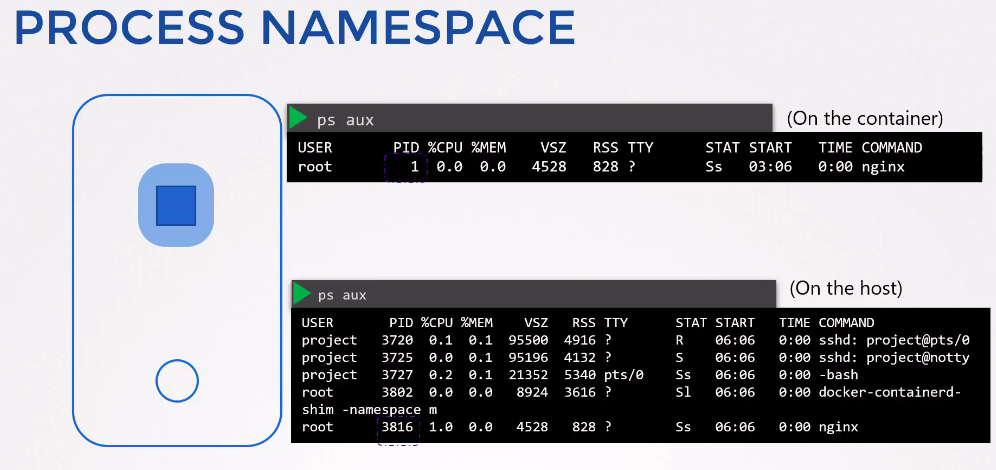 PROCESS NAMESPACE
ps aux
(On the container)
USER PID %CPU %MEM VSZ RSS TTY STAT START TIME COMMAND
root 1 0.0 0.0 4528 828 ? Ss 03:06 0:00 nginx
ps aux
(On the host)
USER PID %CPU %MEM VSZ RSS TTY STAT START TIME COMMAND
project 3720 0.1 0.1 95500 4916 ? R 06:06 0:00 sshd: project@pts/0
project 3725 0.0 0.1 95196 4132 ? S 06:06 0:00 sshd: project@notty
project 3727 0.2 0.1 21352 5340 pts/0 Ss 06:06 0:00 -bash
root 3802 0.0 0.0 8924 3616 ? Sl 06:06 0:00 docker-containerd-
shim -namespace m
root 3816 1.0 0.0 4528 828 ? Ss 06:06 0:00 nginx